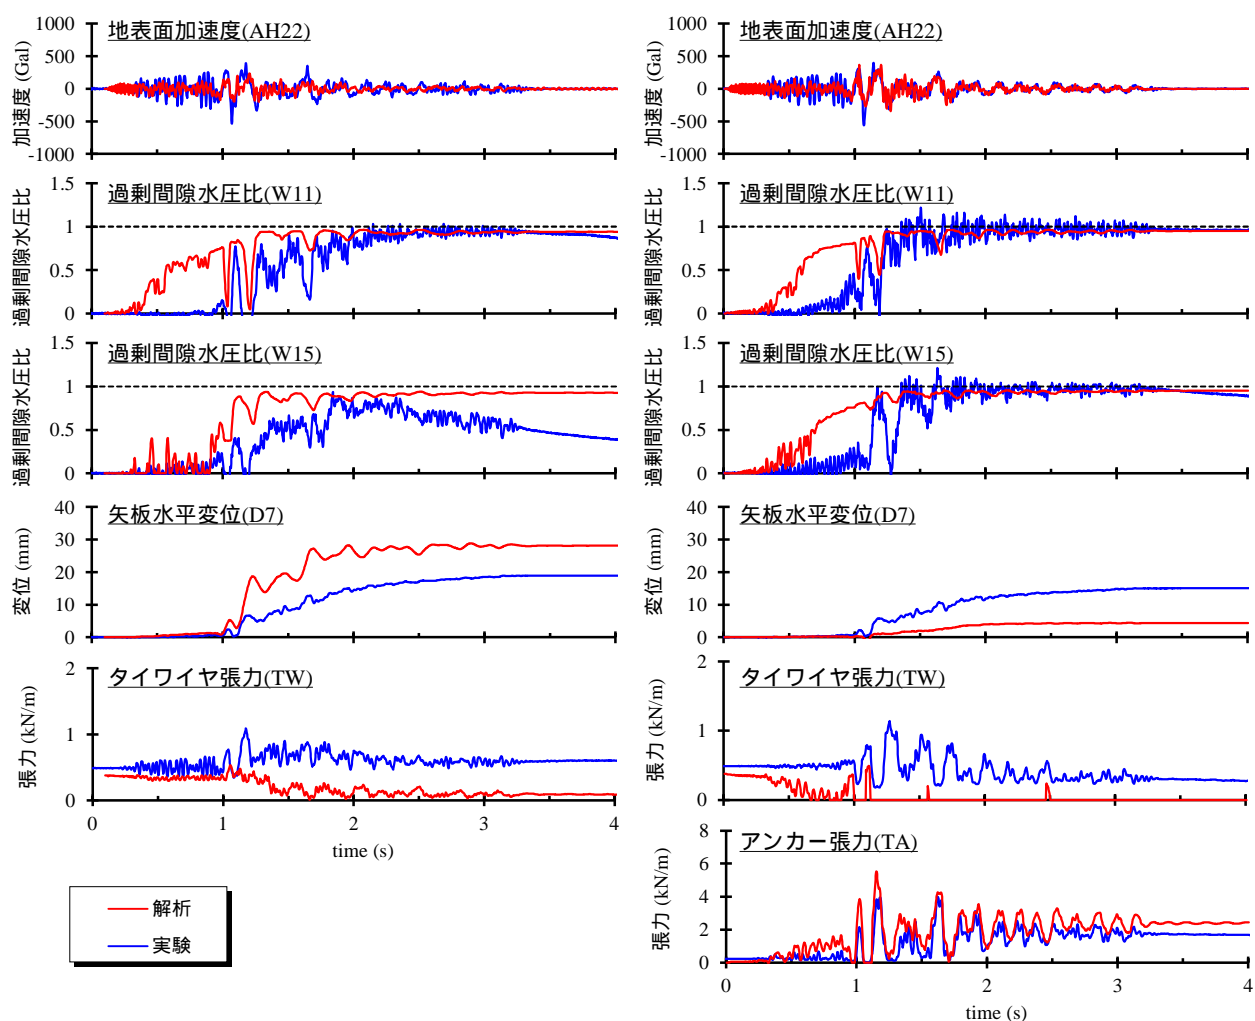 地表面加速度(AH22)
加速度 (Gal)
1000
500
0
-500
-1000
過剰間隙水圧比(W11)
過剰間隙水圧比
1.5
1
0.5
0
過剰間隙水圧比(W15)
過剰間隙水圧比
1.5
1
0.5
0
矢板水平変位(D7)
変位 (mm)
40
30
20
10
0
タイワイヤ張力(TW)
張力 (kN/m)
2
1
0
0 1 2 3 4
time (s)
解析
実験
地表面加速度(AH22)
加速度 (Gal)
1000
500
0
-500
-1000
過剰間隙水圧比(W11)
過剰間隙水圧比
1.5
1
0.5
0
過剰間隙水圧比(W15)
過剰間隙水圧比
1.5
1
0.5
0
矢板水平変位(D7)
変位 (mm)
40
30
20
10
0
タイワイヤ張力(TW)
張力 (kN/m)
2
1
0
アンカー張力(TA)
張力 (kN/m)
8
6
4
2
0
0 1 2 3 4
time (s)